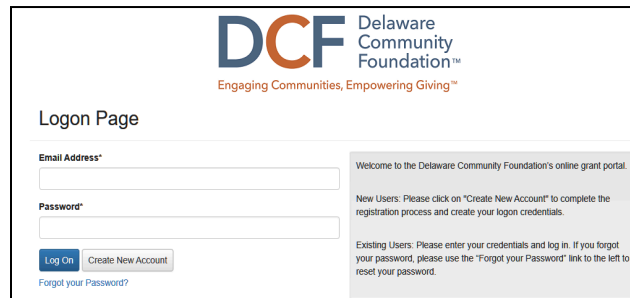 DCF Delaware
Community
Foundation™
Engaging Communities, Empowering Giving™
Logon Page
Email Address*
Password*
Log On Create New Account
Forgot your Password?
Welcome to the Delaware Community Foundation's online grant portal.
New Users: Please click on "Create New Account" to complete the
registration process and create your logon credentials.
Existing Users: Please enter your credentials and log in. If you forgot
your password, please use the "Forgot your Password" link to the left to
reset your password.